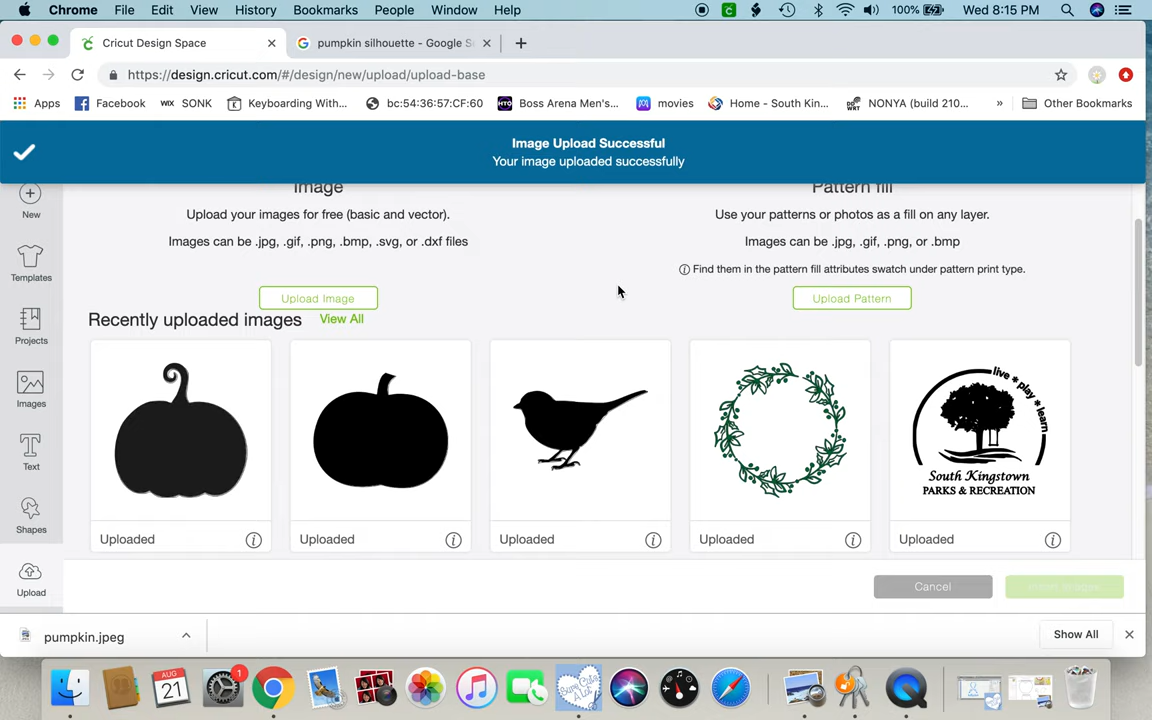 Chrome File Edit View History Bookmarks People Window Help 100% Wed 8:15 PM
Cricut Design Space pumpkin silhouette - Google S
https://design.cricut.com/#/design/new/upload/upload-base
Apps Facebook WIX SONK Keyboarding With... bc:54:36:57:CF:60 HTO Boss Arena Men's... movies Home - South Kin... DD-WRT NONYA (build 210... » Other Bookmarks
Image Upload Successful
Your image uploaded successfully
Image Pattern fill
New
Upload your images for free (basic and vector). Use your patterns or photos as a fill on any layer.
Images can be .jpg, .gif, .png, .bmp, .svg, or .dxf files Images can be .jpg, .gif, .png, or .bmp
Find them in the pattern fill attributes swatch under pattern print type.
Templates
Upload Image Upload Pattern
Recently uploaded images View All
Projects
Images
Text
Shapes
Upload
live * play * learn
South Kingstown
PARKS & RECREATION
Uploaded Uploaded Uploaded Uploaded Uploaded
Cancel
pumpkin.jpeg Show All
AUG
21
1